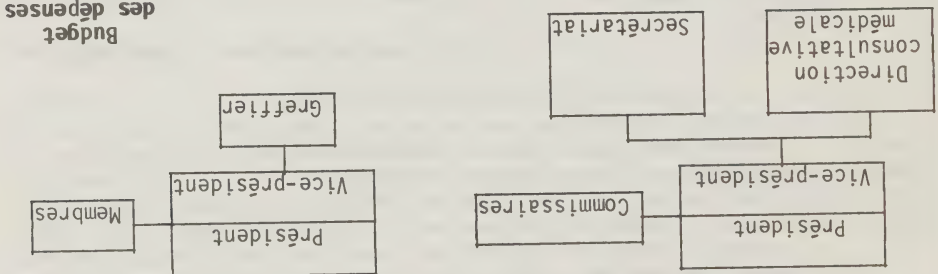 Président
Vice-président
Commissaires
Direction
consultative
médicale
Secrétariat
Président
Vice-président
Membres
Greffier
Budget
des dépenses